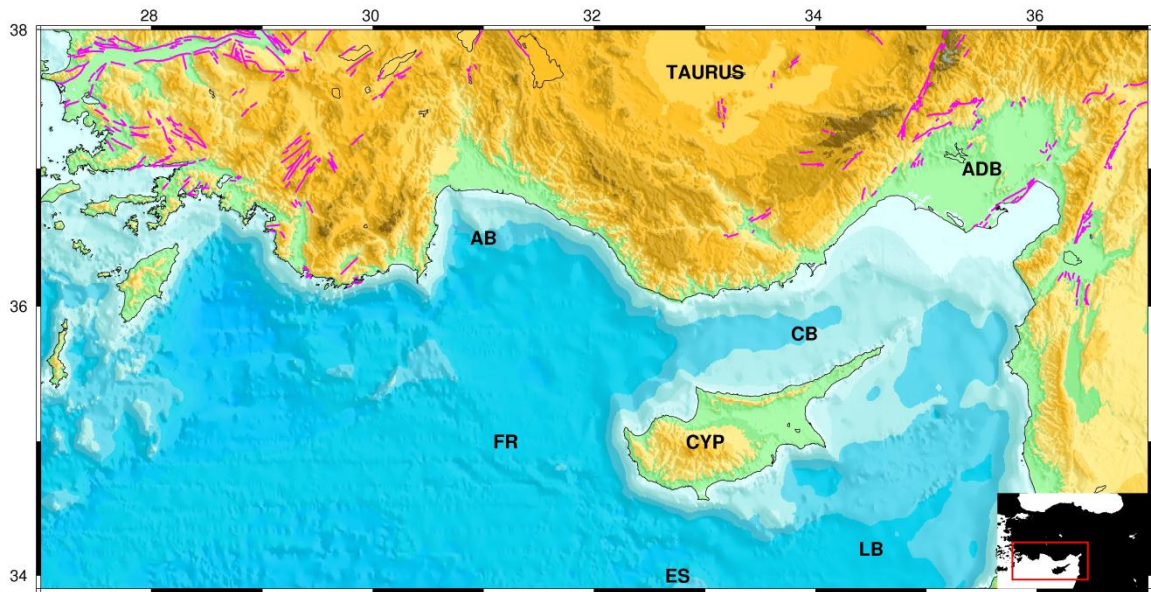 28 30 32 34 36
38
TAURUS
ADB
AB
36
CB
FR CYP
LB
34 ES